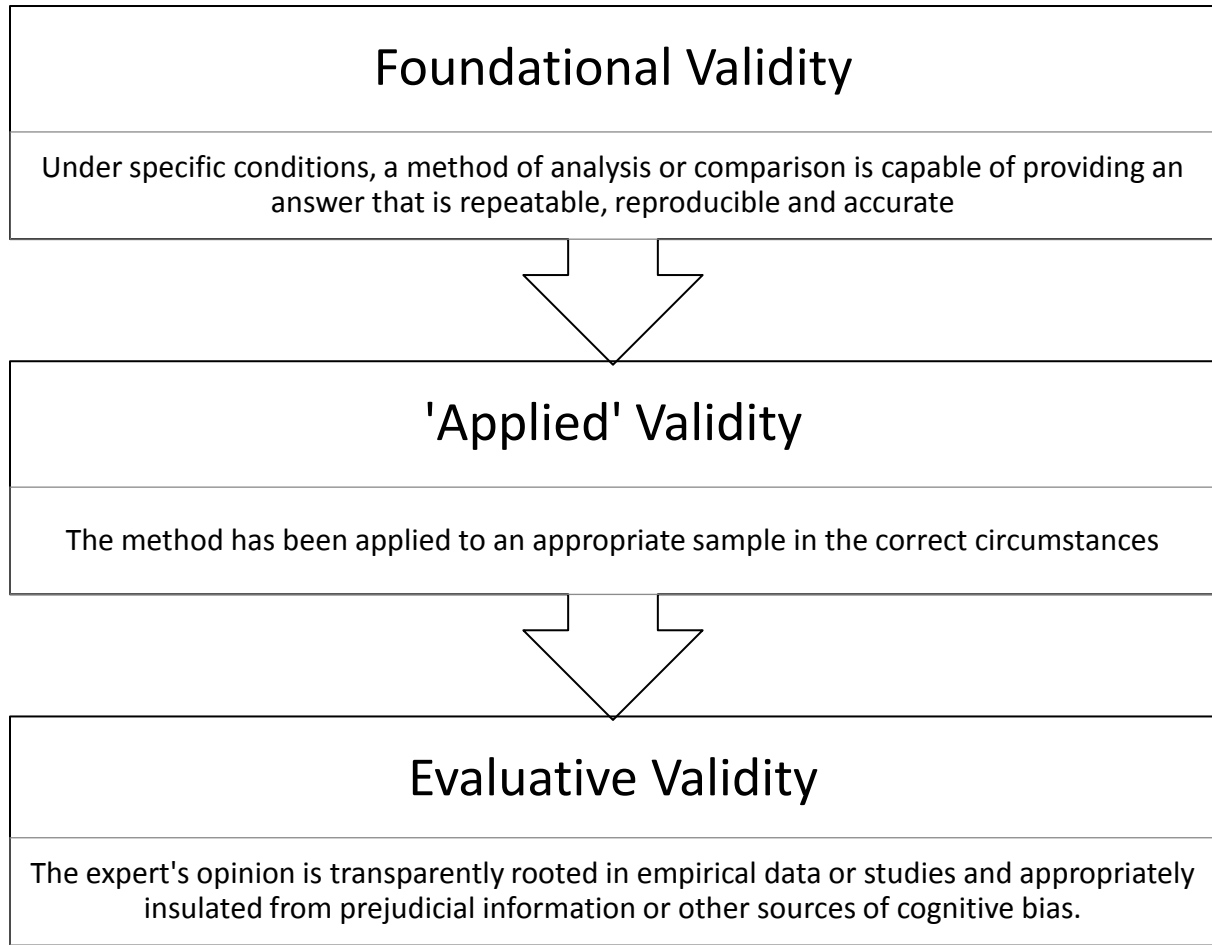 Foundational Validity
Under specific conditions, a method of analysis or comparison is capable of providing an
answer that is repeatable, reproducible and accurate
'Applied' Validity
The method has been applied to an appropriate sample in the correct circumstances
Evaluative Validity
The expert's opinion is transparently rooted in empirical data or studies and appropriately
insulated from prejudicial information or other sources of cognitive bias.